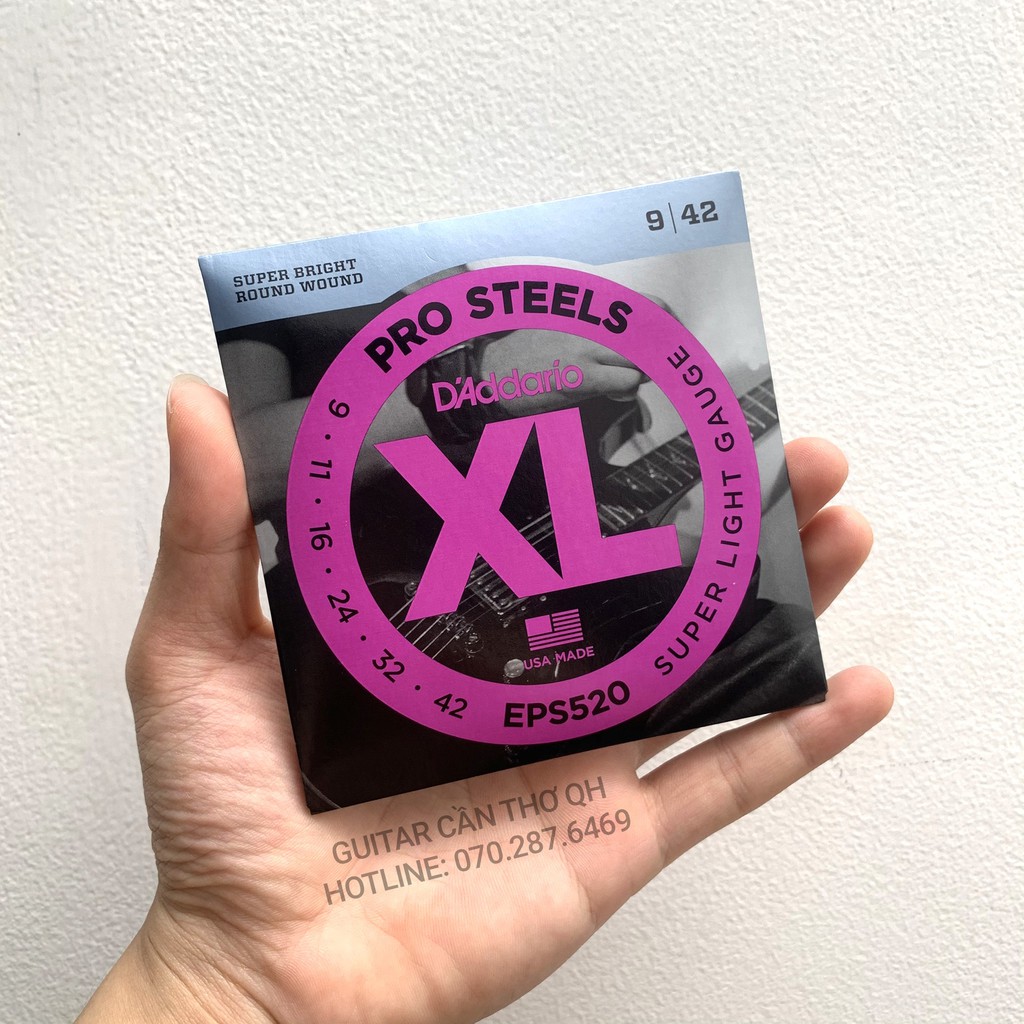 9|42
SUPER BRIGHT
ROUND WOUND
PRO STEELS
D'Addario
XL
USA MADE
9 · 11 · 16 · 24 · 32 · 42
EPS520
SUPER LIGHT GAUGE
GUITAR CẦN THƠ QH
HOTLINE: 070.287.6469